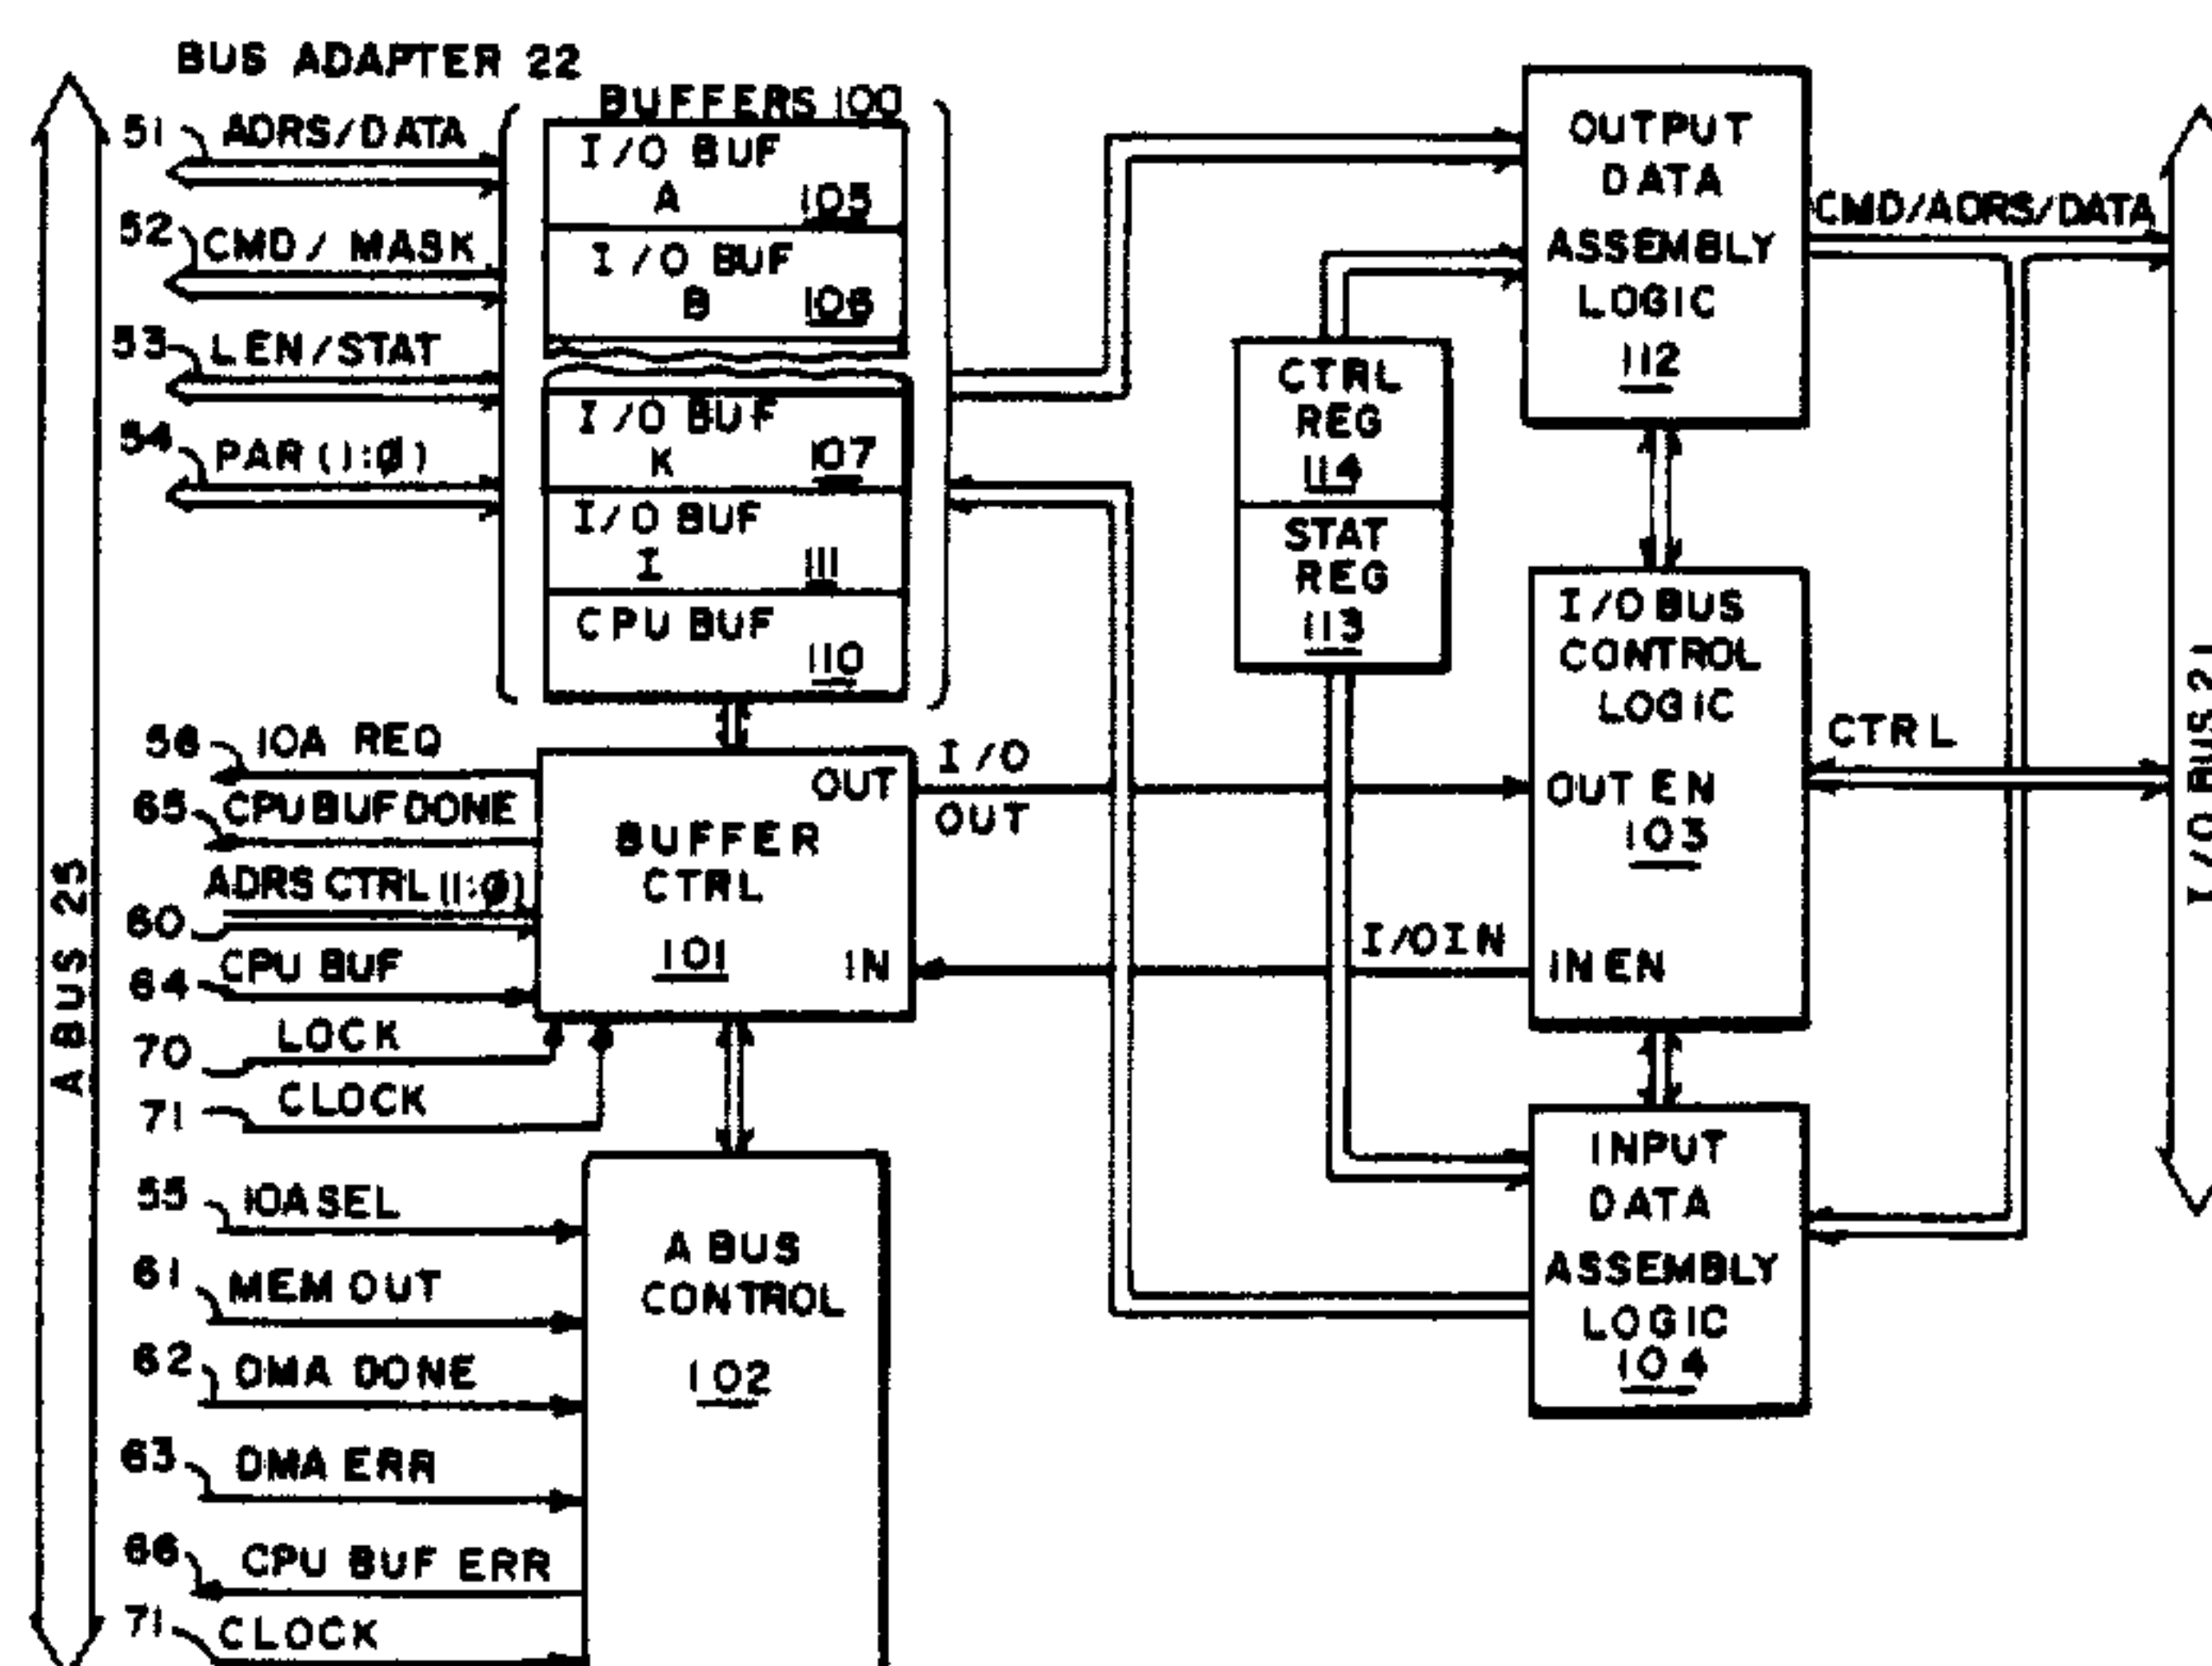 BUS ADAPTER 22
BUFFERS 100
51 ADRS/DATA
52 CMD/ MASK
53 LEN/STAT
54 PAR (1:0)
I/O BUF
A 105
I/O BUF
B 106
I/O BUF
K 107
I/O BUF
I 111
CPU BUF
110
OUTPUT
DATA
ASSEMBLY
LOGIC
112
CMD/ADRS/DATA
CTRL
REG
114
STAT
REG
113
I/O BUS
CONTROL
LOGIC
OUT EN
103
IN EN
CTRL
I/O BUS 21
A BUS 25
56 IOA REQ
65 CPU BUF DONE
60 ADRS CTRL (1:0)
64 CPU BUF
70 LOCK
71 CLOCK
OUT
BUFFER
CTRL
101
IN
I/O
OUT
I/O IN
55 IOA SEL
61 MEM OUT
62 DMA DONE
63 DMA ERR
66 CPU BUF ERR
71 CLOCK
A BUS
CONTROL
102
INPUT
DATA
ASSEMBLY
LOGIC
104